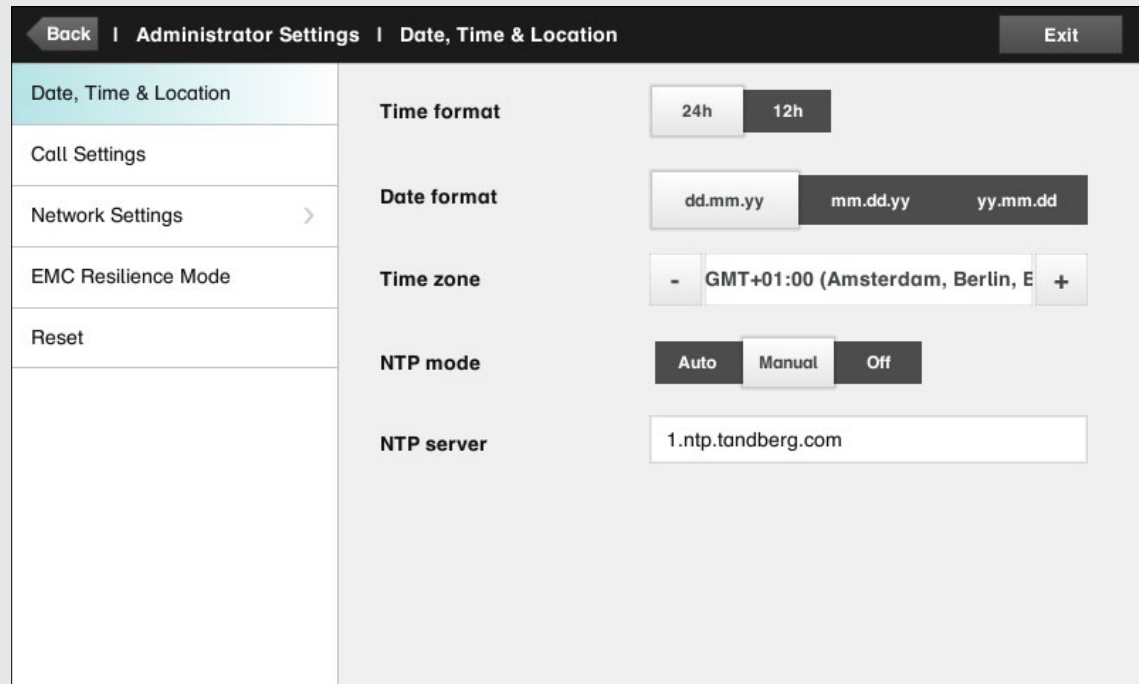 Back | Administrator Settings | Date, Time & Location
Exit
Date, Time & Location
Call Settings
Network Settings
EMC Resilience Mode
Reset
Time format
24h 12h
Date format
dd.mm.yy mm.dd.yy yy.mm.dd
Time zone
- GMT+01:00 (Amsterdam, Berlin, +
NTP mode
Auto Manual Off
NTP server
1.ntp.tandberg.com